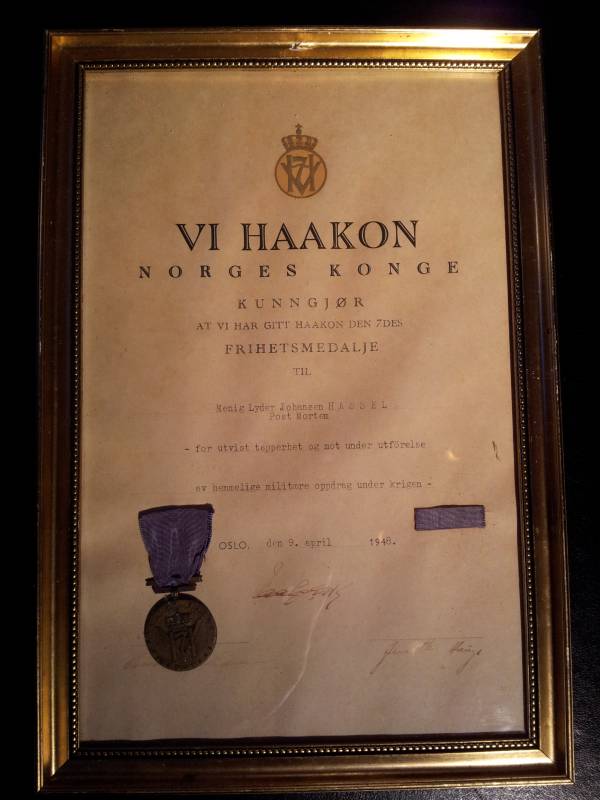 VI HAAKON
NORGES KONGE
KUNNGJØR
AT VI HAR GITT HAAKON DEN 7DES
FRIHETSMEDALJE
TIL
Menig Lyder Johansen HASSEL
Post Mortem
- for utvist tapperhet og mot under utförelse
av hemmelige militære oppdrag under krigen -
OSLO, den 9. april 1948.